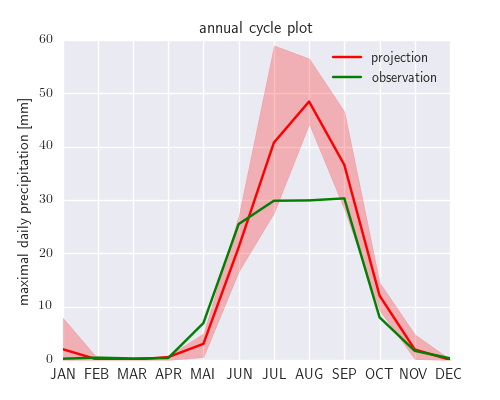 annual cycle plot
projection
observation
maximal daily precipitation [mm]
60
50
40
30
20
10
0
JAN FEB MAR APR MAI JUN JUL AUG SEP OCT NOV DEC